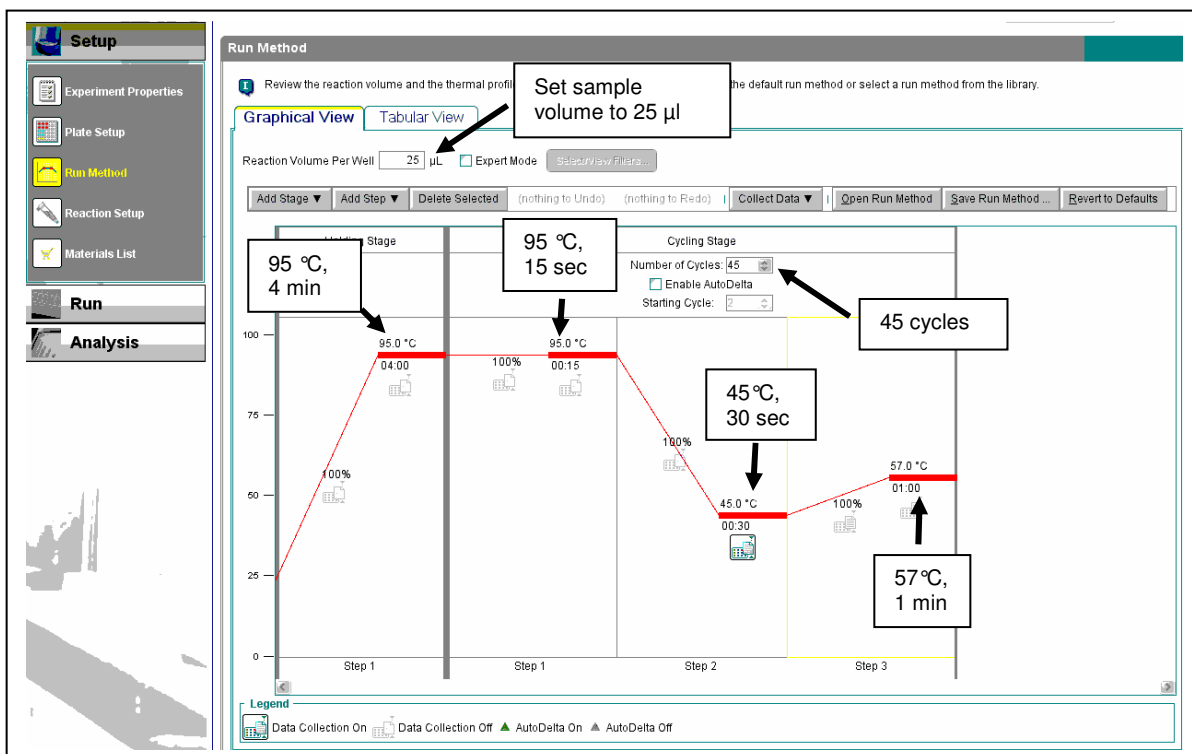 Setup
Experiment Properties
Plate Setup
Run Method
Reaction Setup
Materials List
Run
Analysis
Run Method
Review the reaction volume and the thermal profi
the default run method or select a run method from the library.
Set sample
volume to 25 µl
Graphical View Tabular View
Reaction Volume Per Well 25 µL Expert Mode Select/View Filters...
Add Stage ▼ Add Step ▼ Delete Selected (nothing to Undo) (nothing to Redo) Collect Data ▼ Open Run Method Save Run Method ... Revert to Defaults
Stage
Cycling Stage
95 °C,
4 min
95 °C,
15 sec
Number of Cycles: 45
Enable AutoDelta
Starting Cycle: 2
45 cycles
100
75
50
25
0
95.0 °C
04:00
100%
95.0 °C
100%
00:15
45°C,
30 sec
100%
45.0 °C
00:30
57.0 °C
100%
01:00
57°C,
1 min
Step 1 Step 1 Step 2 Step 3
Legend
Data Collection On Data Collection Off ▲ AutoDelta On ▲ AutoDelta Off